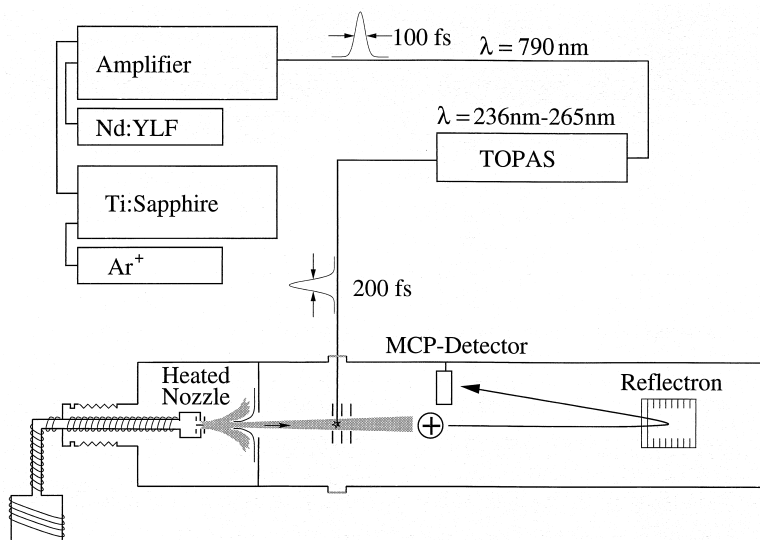 100 fs
λ = 790 nm
Amplifier
Nd:YLF
λ = 236nm-265nm
TOPAS
Ti:Sapphire
Ar+
200 fs
MCP-Detector
Heated
Nozzle
Reflectron
+